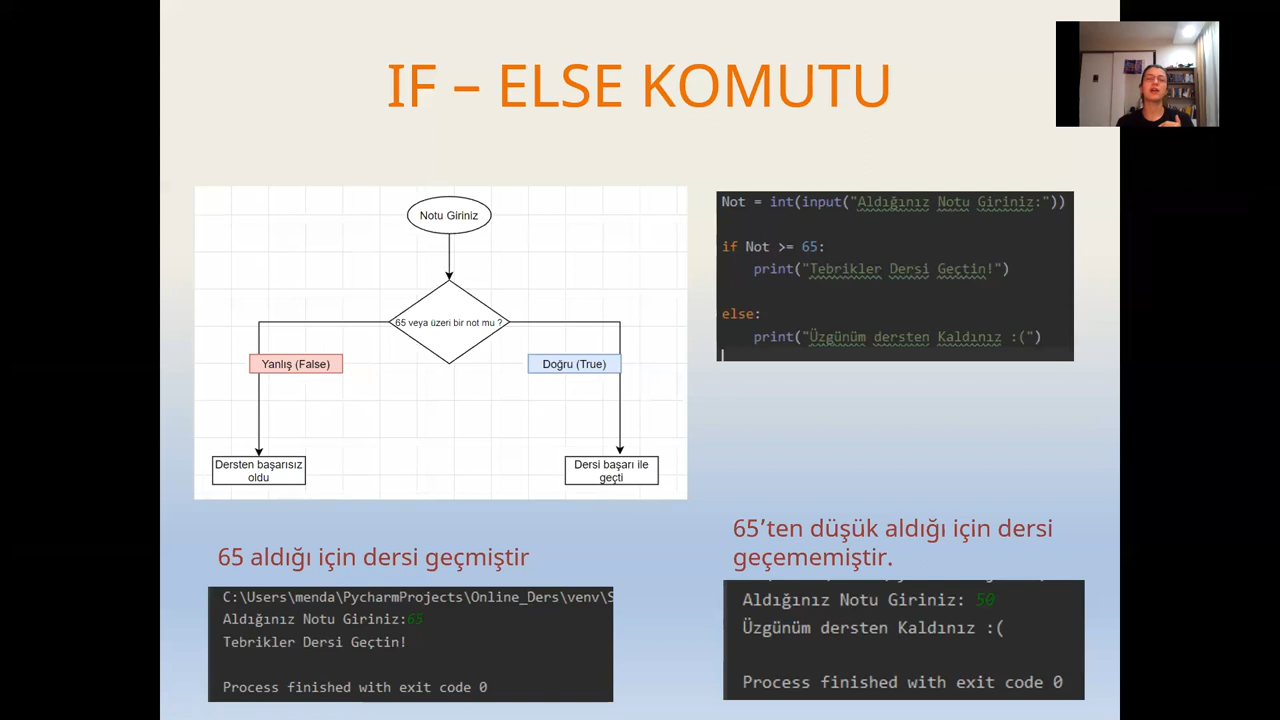 IF – ELSE KOMUTU
Notu Giriniz
65 veya üzeri bir not mu ?
Yanlış (False)
Doğru (True)
Dersten başarısız
oldu
Dersi başarı ile
geçti
Not = int(input("Aldığınız Notu Giriniz:"))
if Not >= 65:
print("Tebrikler Dersi Geçtin!")
else:
print("Üzgünüm dersten Kaldınız :(")
65 aldığı için dersi geçmiştir
C:\Users\menda\PycharmProjects\Online_Ders\venv\S
Aldığınız Notu Giriniz:65
Tebrikler Dersi Geçtin!
Process finished with exit code 0
65’ten düşük aldığı için dersi
geçememiştir.
Aldığınız Notu Giriniz: 50
Üzgünüm dersten Kaldınız :(
Process finished with exit code 0